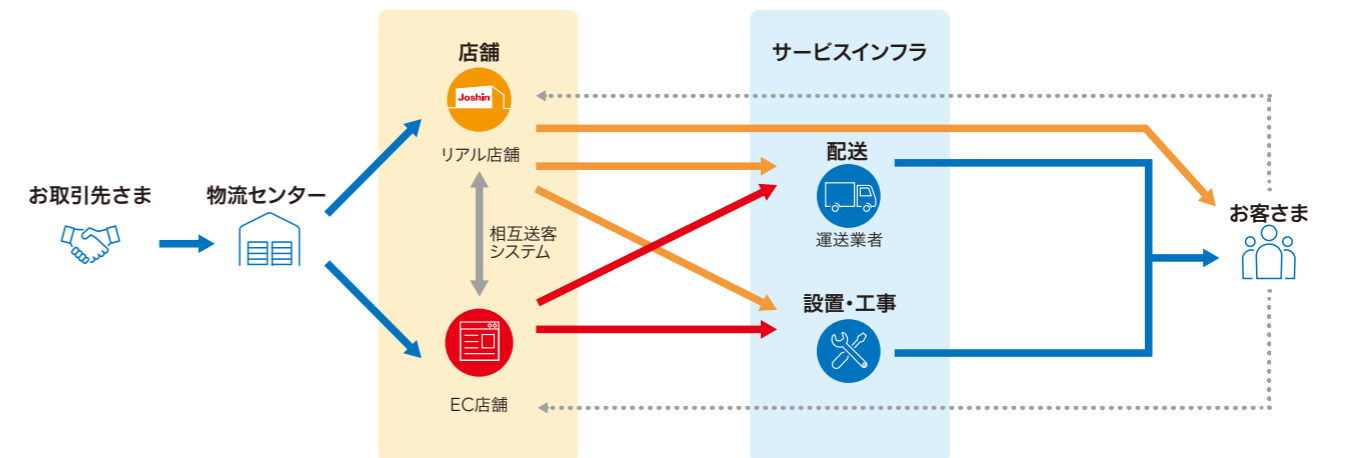 店舗
サービスインフラ
Joshin
リアル店舗
配送
お取引先さま
物流センター
運送業者
お客さま
相互送客
システム
設置・工事
EC店舗